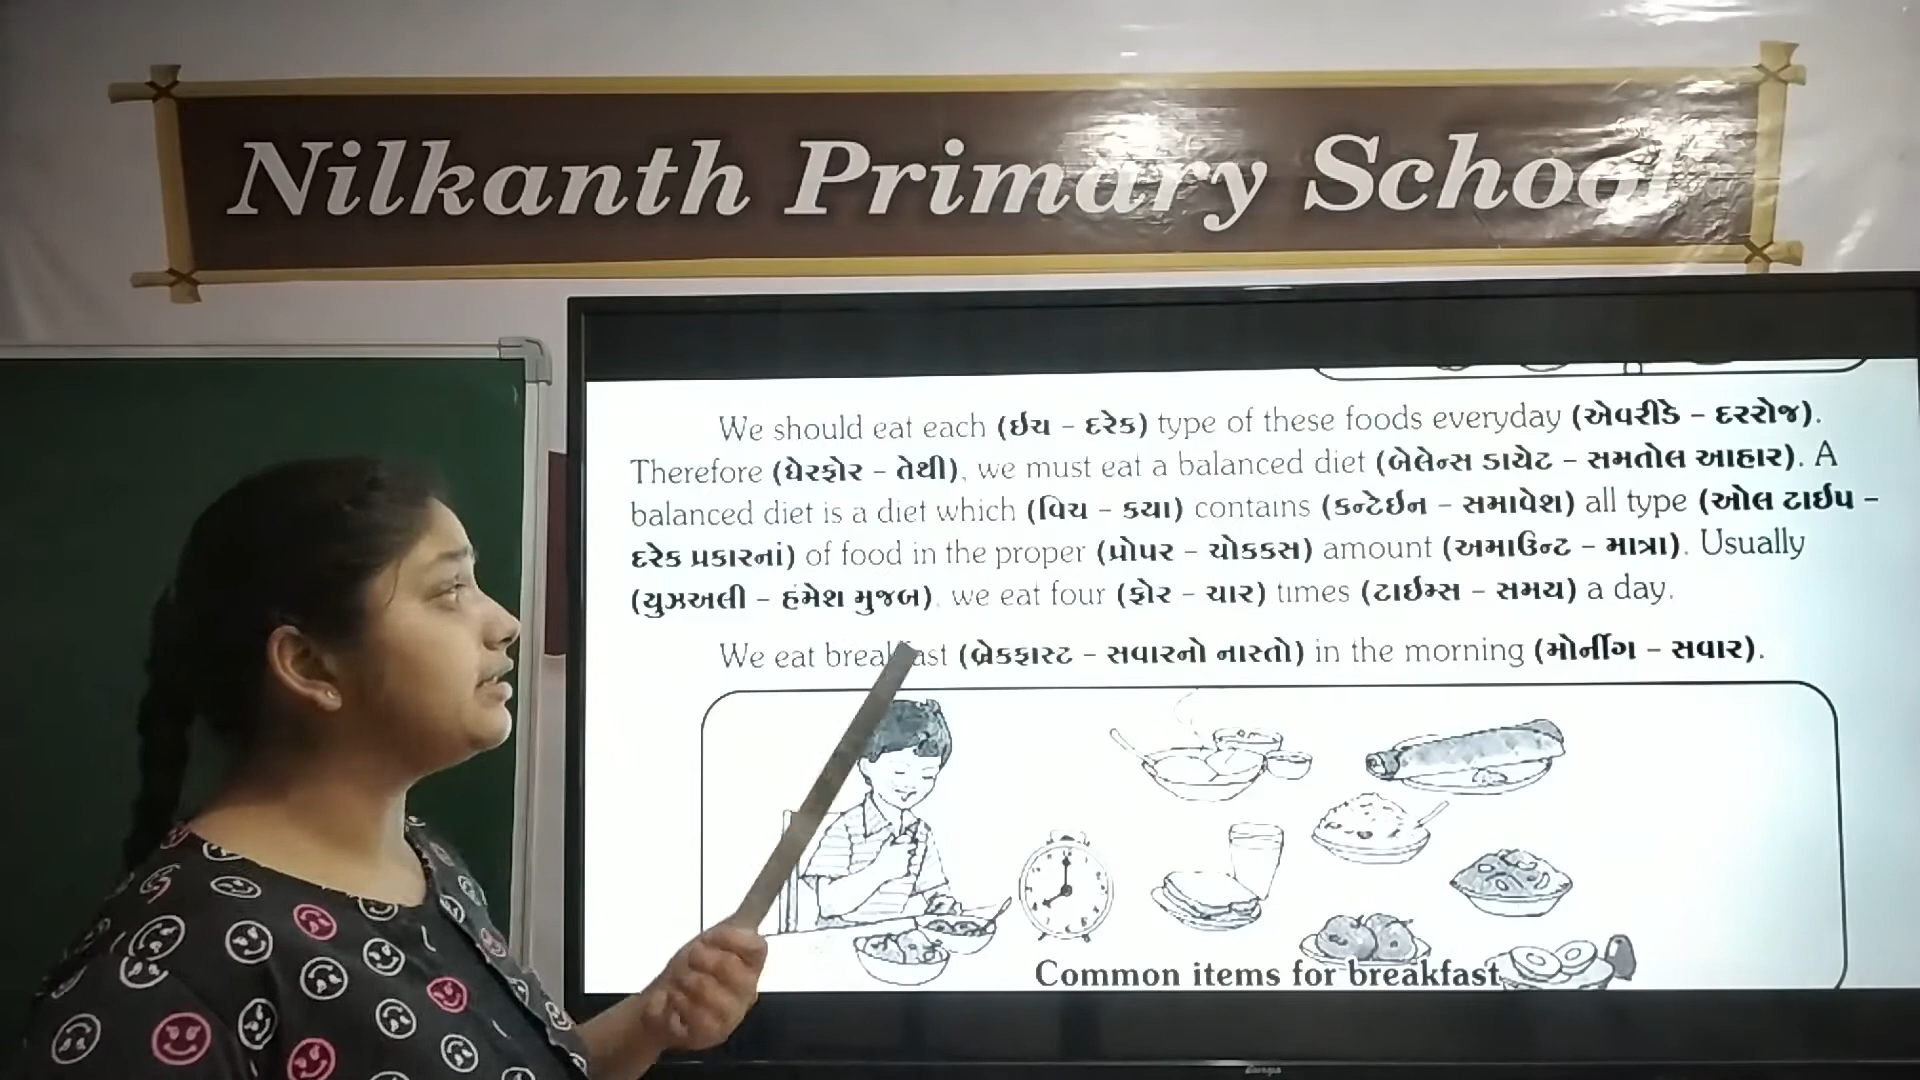 Nilkanth Primary School
We should eat each (ઈચ – દરેક) type of these foods everyday (એવરીડે – દરરોજ).
Therefore (ધેરફોર – તેથી), we must eat a balanced diet (બેલેન્સ ડાયેટ – સમતોલ આહાર). A
balanced diet is a diet which (વિચ – કયા) contains (કન્ટેઈન – સમાવેશ) all type (ઓલ ટાઈપ –
દરેક પ્રકારનાં) of food in the proper (પ્રોપર – ચોકકસ) amount (અમાઉન્ટ – માત્રા). Usually
(યુઝઅલી – હંમેશ મુજબ), we eat four (ફોર – ચાર) times (ટાઈમ્સ – સમય) a day.
We eat breakfast (બ્રેકફાસ્ટ – સવારનો નાસ્તો) in the morning (મોર્નીંગ – સવાર).
Common items for breakfast